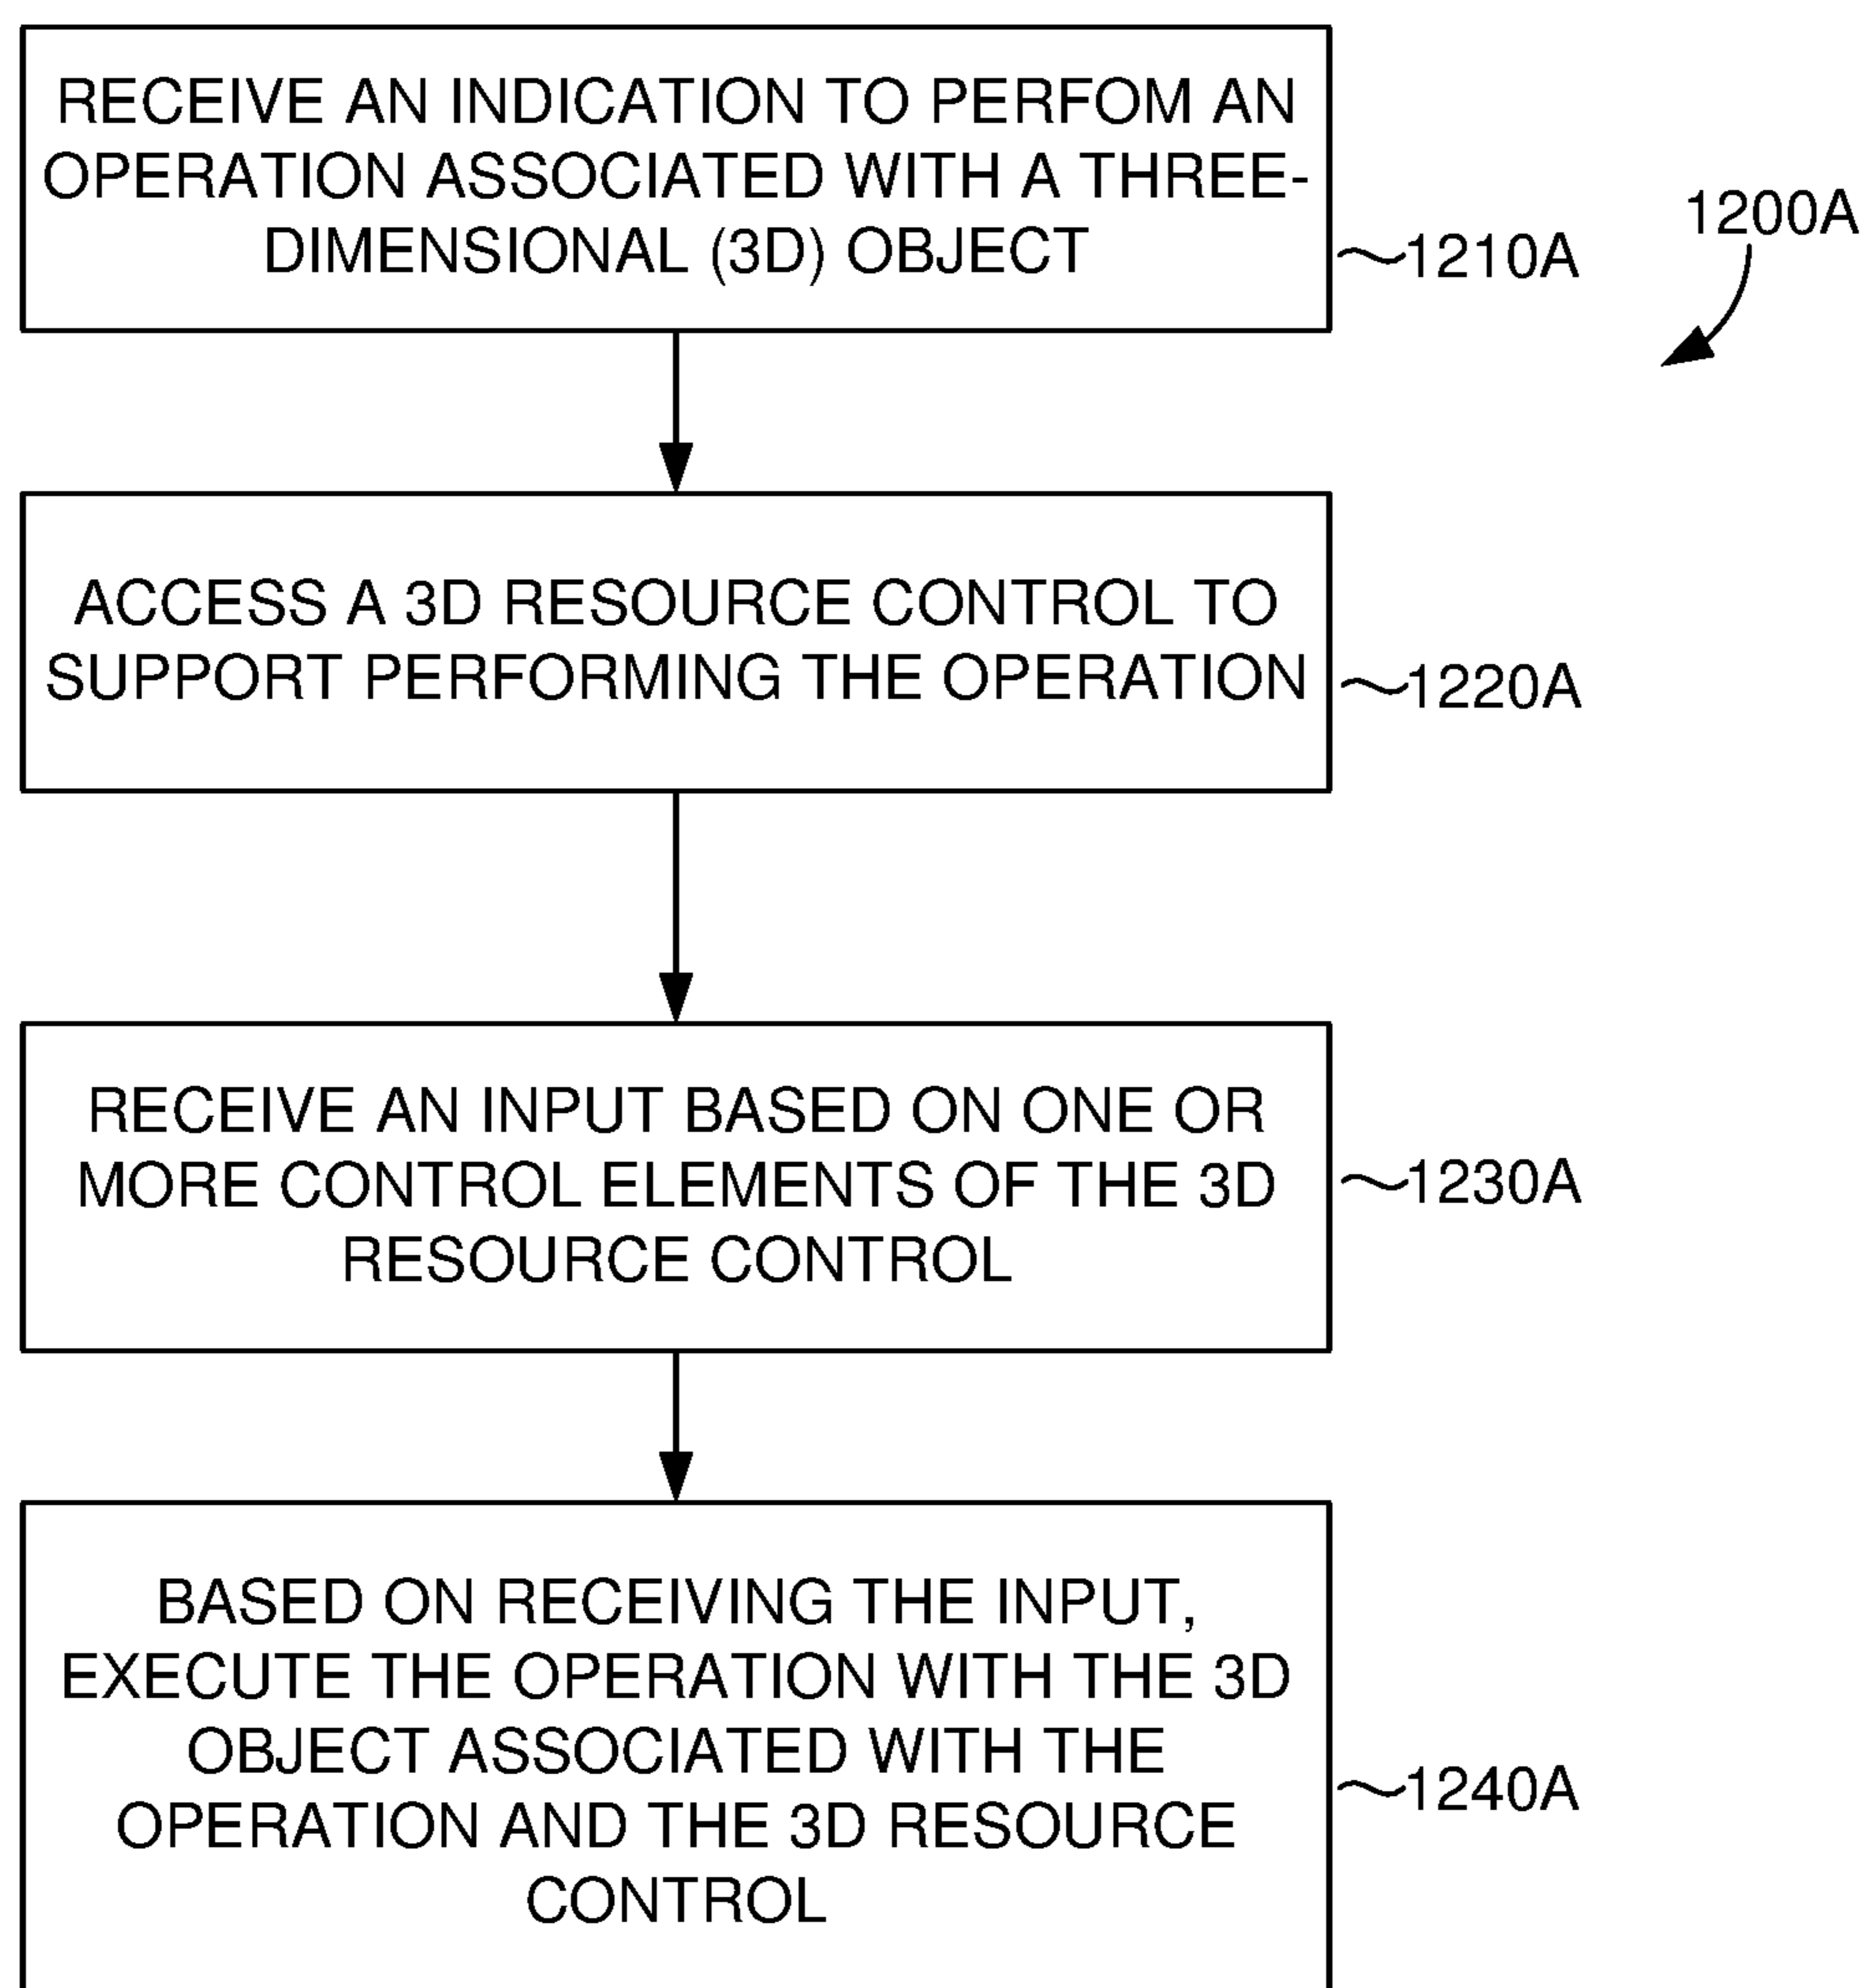 RECEIVE AN INDICATION TO PERFOM AN
OPERATION ASSOCIATED WITH A THREE-
DIMENSIONAL (3D) OBJECT
1210A
1200A
ACCESS A 3D RESOURCE CONTROL TO
SUPPORT PERFORMING THE OPERATION
1220A
RECEIVE AN INPUT BASED ON ONE OR
MORE CONTROL ELEMENTS OF THE 3D
RESOURCE CONTROL
1230A
BASED ON RECEIVING THE INPUT,
EXECUTE THE OPERATION WITH THE 3D
OBJECT ASSOCIATED WITH THE
OPERATION AND THE 3D RESOURCE
CONTROL
1240A